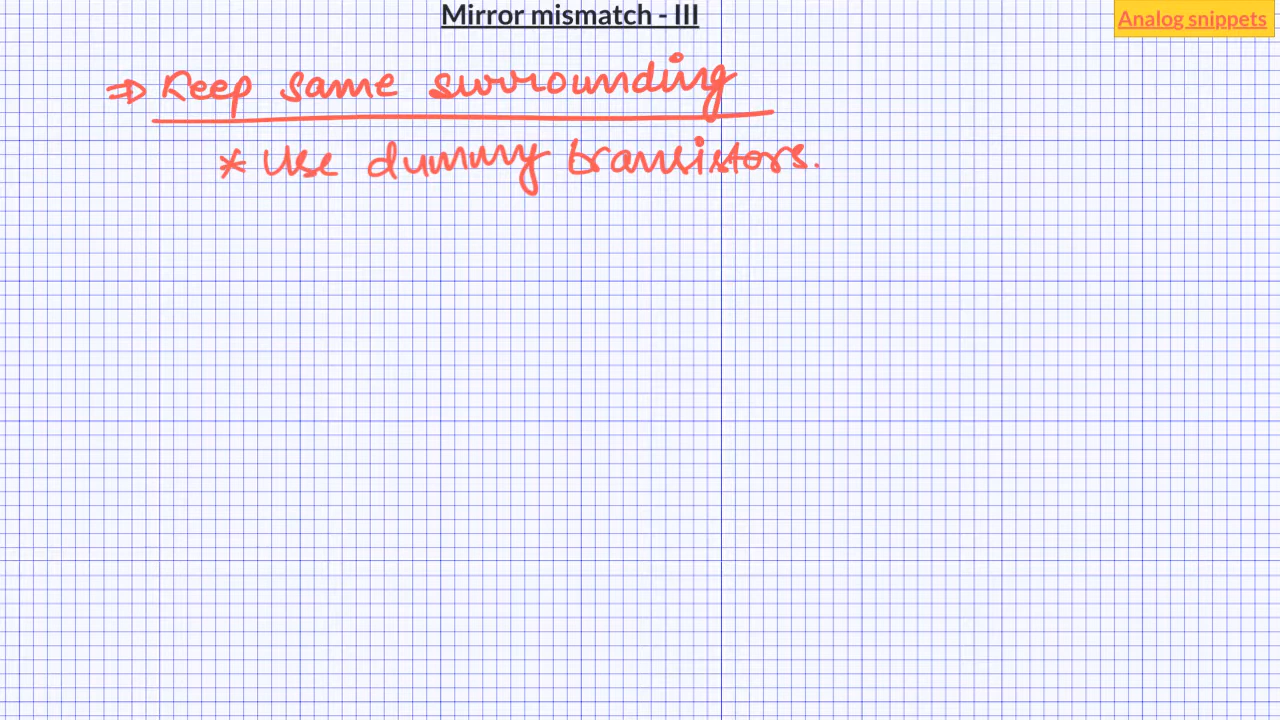 Mirror mismatch - III
Analog snippets
⇒ Keep same surrounding
* Use dummy transistors.